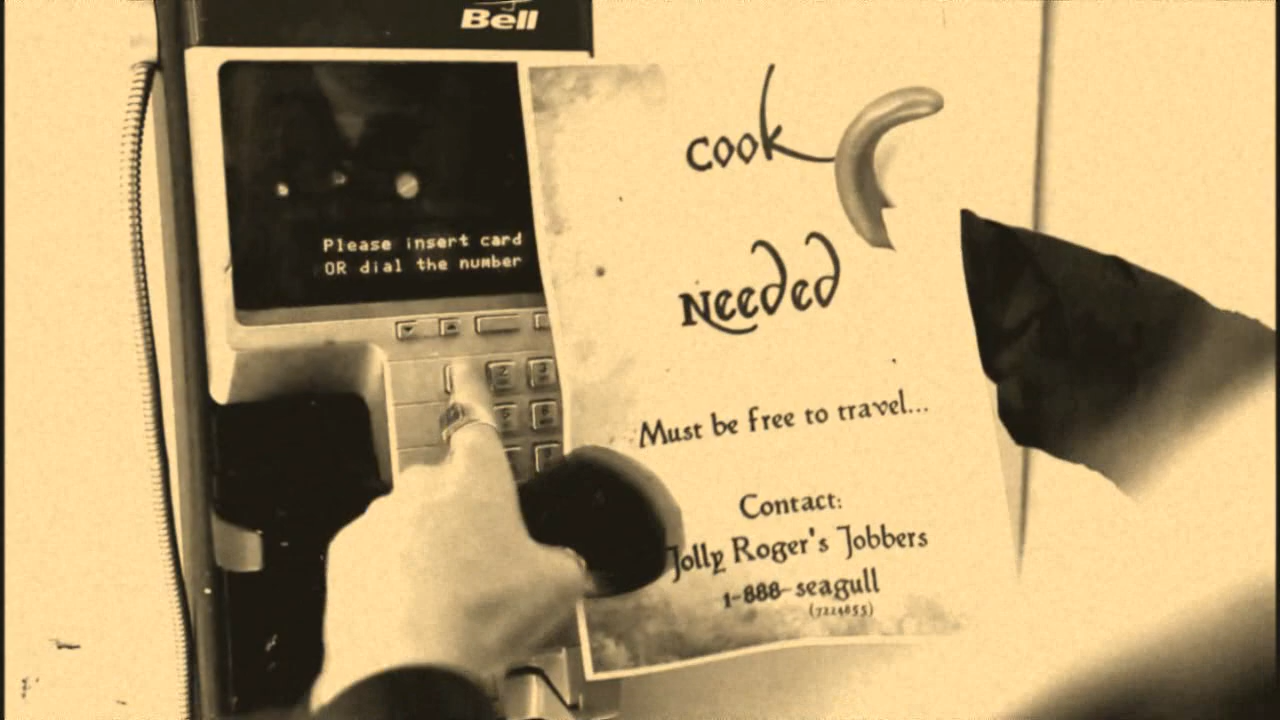 Bell
Please insert card
OR dial the number
cook
Needed
Must be free to travel...
Contact:
Jolly Roger's Jobbers
1-888-seagull
(7324855)